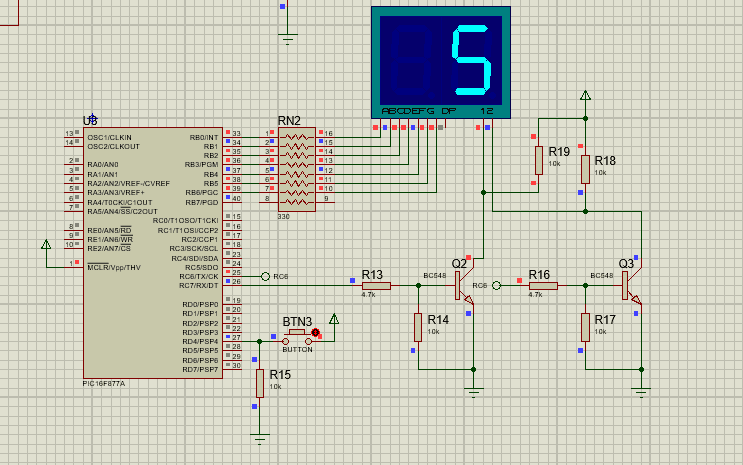 5
ABCDEFG DP 12
U3
RN2
13 OSC1/CLKIN RB0/INT 33 1 16
14 OSC2/CLKOUT RB1 34 2 15
RB2 35 3 14
2 RA0/AN0 RB3/PGM 36 4 13
3 RA1/AN1 RB4 37 5 12
4 RA2/AN2/VREF-/CVREF RB5 38 6 11
5 RA3/AN3/VREF+ RB6/PGC 39 7 10
6 RA4/T0CKI/C1OUT RB7/PGD 40 8 9
7 RA5/AN4/SS/C2OUT
330
RC0/T1OSO/T1CKI 15
8 RE0/AN5/RD RC1/T1OSI/CCP2 16
9 RE1/AN6/WR RC2/CCP1 17
10 RE2/AN7/CS RC3/SCK/SCL 18
RC4/SDI/SDA 23
1 MCLR/Vpp/THV RC5/SDO 24
RC6/TX/CK 25 RC6
RC7/RX/DT 26
RD0/PSP0 19
RD1/PSP1 20
RD2/PSP2 21
RD3/PSP3 22
RD4/PSP4 27
RD5/PSP5 28
RD6/PSP6 29
RD7/PSP7 30
PIC16F877A
BTN3
BUTTON
R15
10k
R13
4.7k
R14
10k
Q2
BC548
R19
10k
R18
10k
RC6
R16
4.7k
R17
10k
Q3
BC548